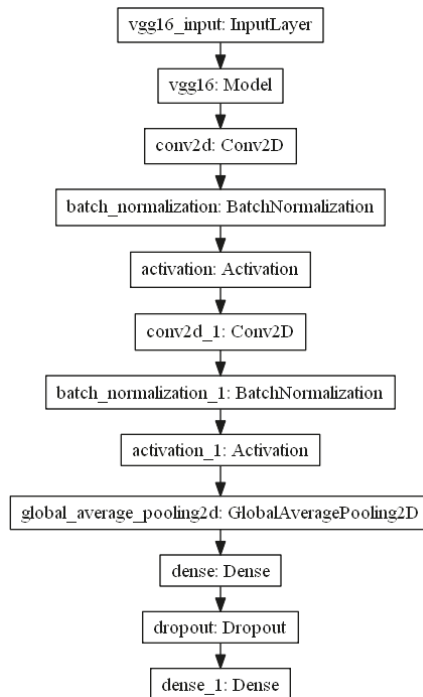 vgg16_input: InputLayer
vgg16: Model
conv2d: Conv2D
batch_normalization: BatchNormalization
activation: Activation
conv2d_1: Conv2D
batch_normalization_1: BatchNormalization
activation_1: Activation
global_average_pooling2d: GlobalAveragePooling2D
dense: Dense
dropout: Dropout
dense_1: Dense